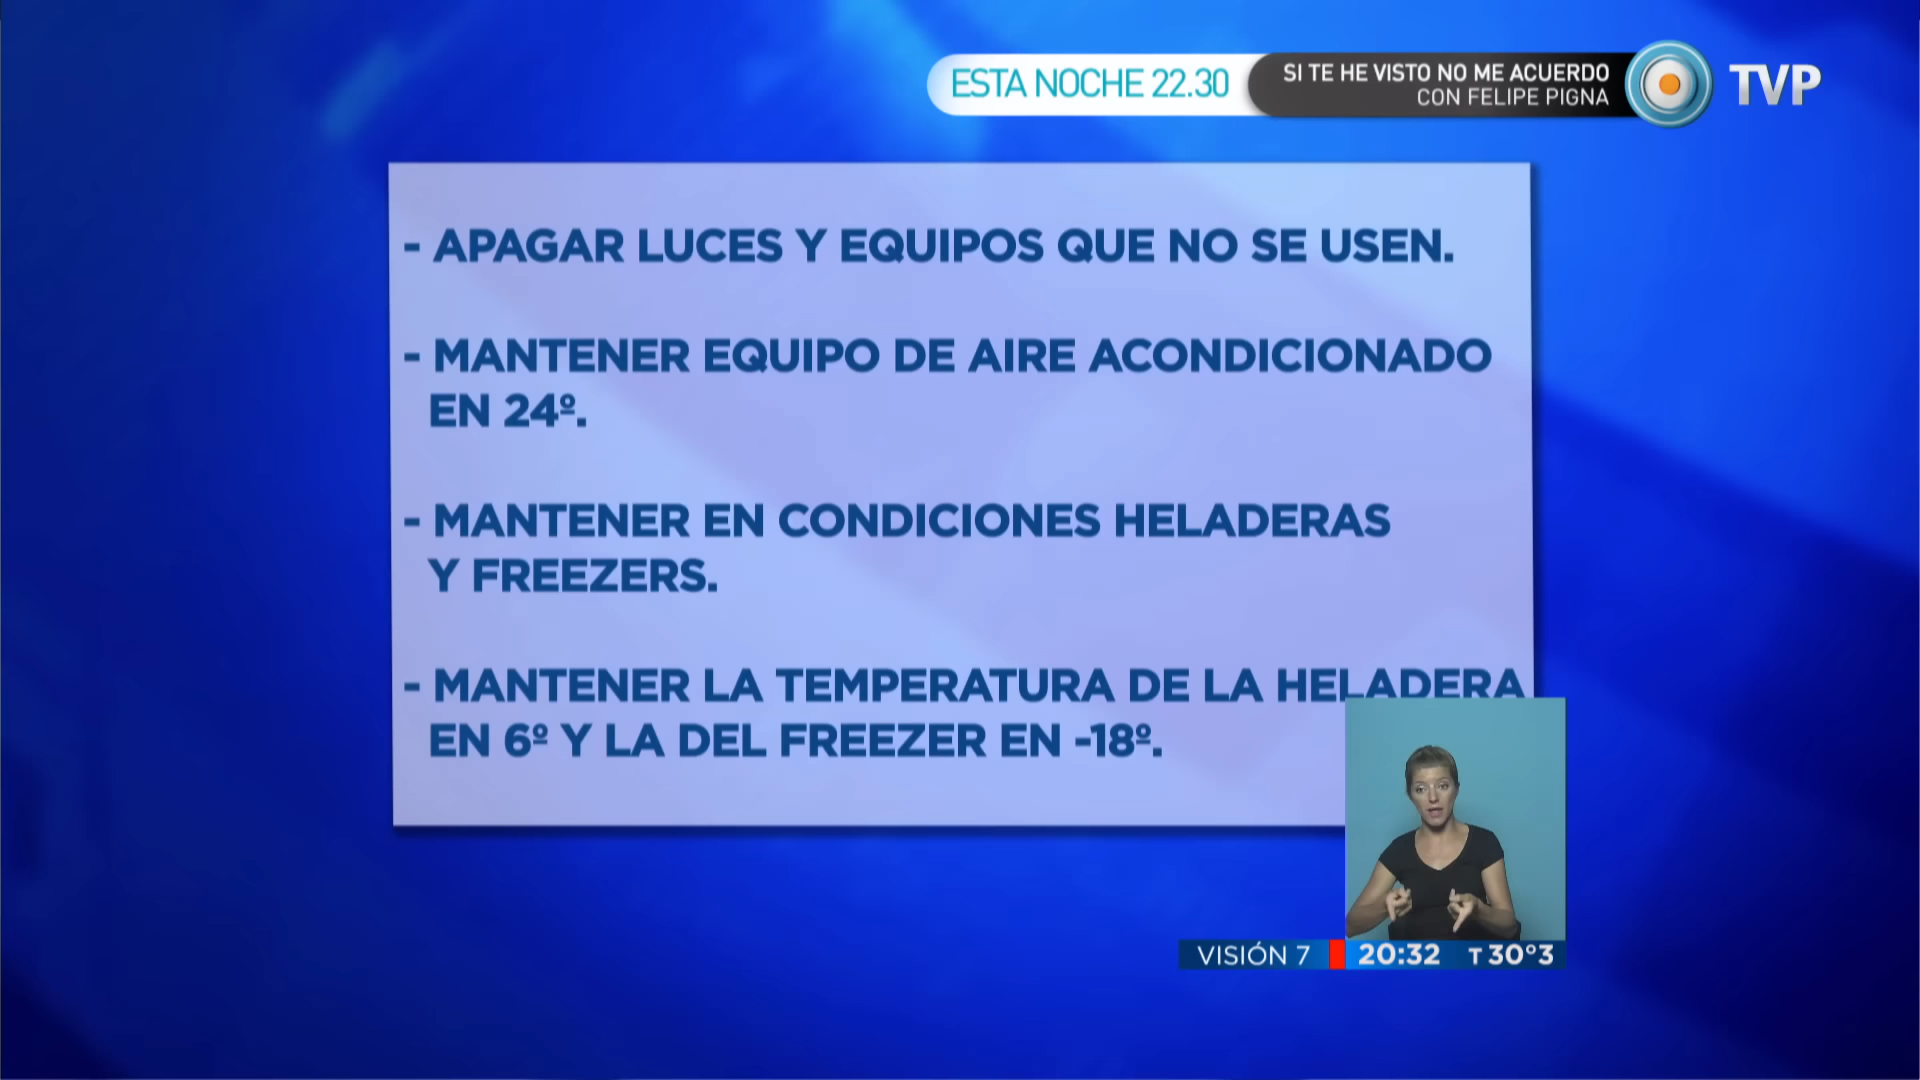 ESTA NOCHE 22.30
SI TE HE VISTO NO ME ACUERDO
CON FELIPE PIGNA
TVP
- APAGAR LUCES Y EQUIPOS QUE NO SE USEN.
- MANTENER EQUIPO DE AIRE ACONDICIONADO
EN 24º.
- MANTENER EN CONDICIONES HELADERAS
Y FREEZERS.
- MANTENER LA TEMPERATURA DE LA HELADERA
EN 6º Y LA DEL FREEZER EN -18º.
VISIÓN 7 20:32 T 30°3